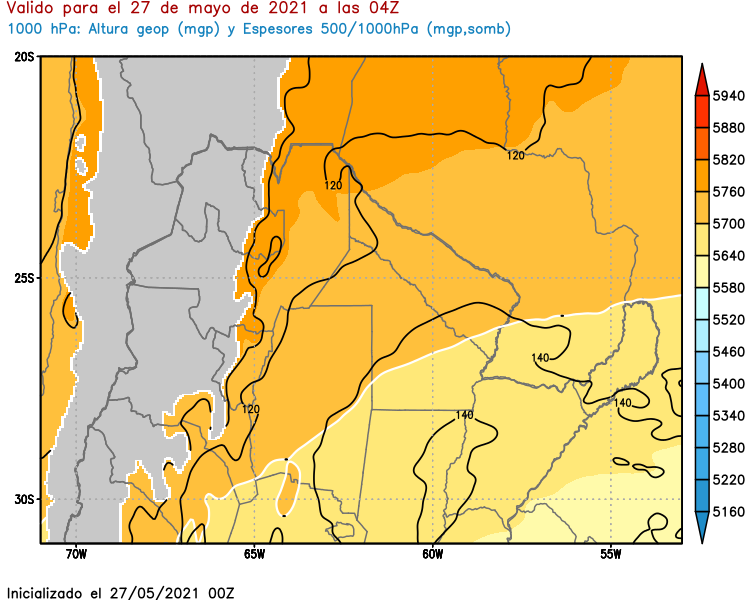 Valido para el 27 de mayo de 2021 a las 04Z
1000 hPa: Altura geop (mgp) y Espesores 500/1000hPa (mgp,somb)
20S
5940
5880
5820
120
120
5760
5700
5640
25S
5580
5520
5460
140
5400
120
140
140
5340
5280
5220
30S
5160
70W
65W
60W
55W
Inicializado el 27/05/2021 00Z